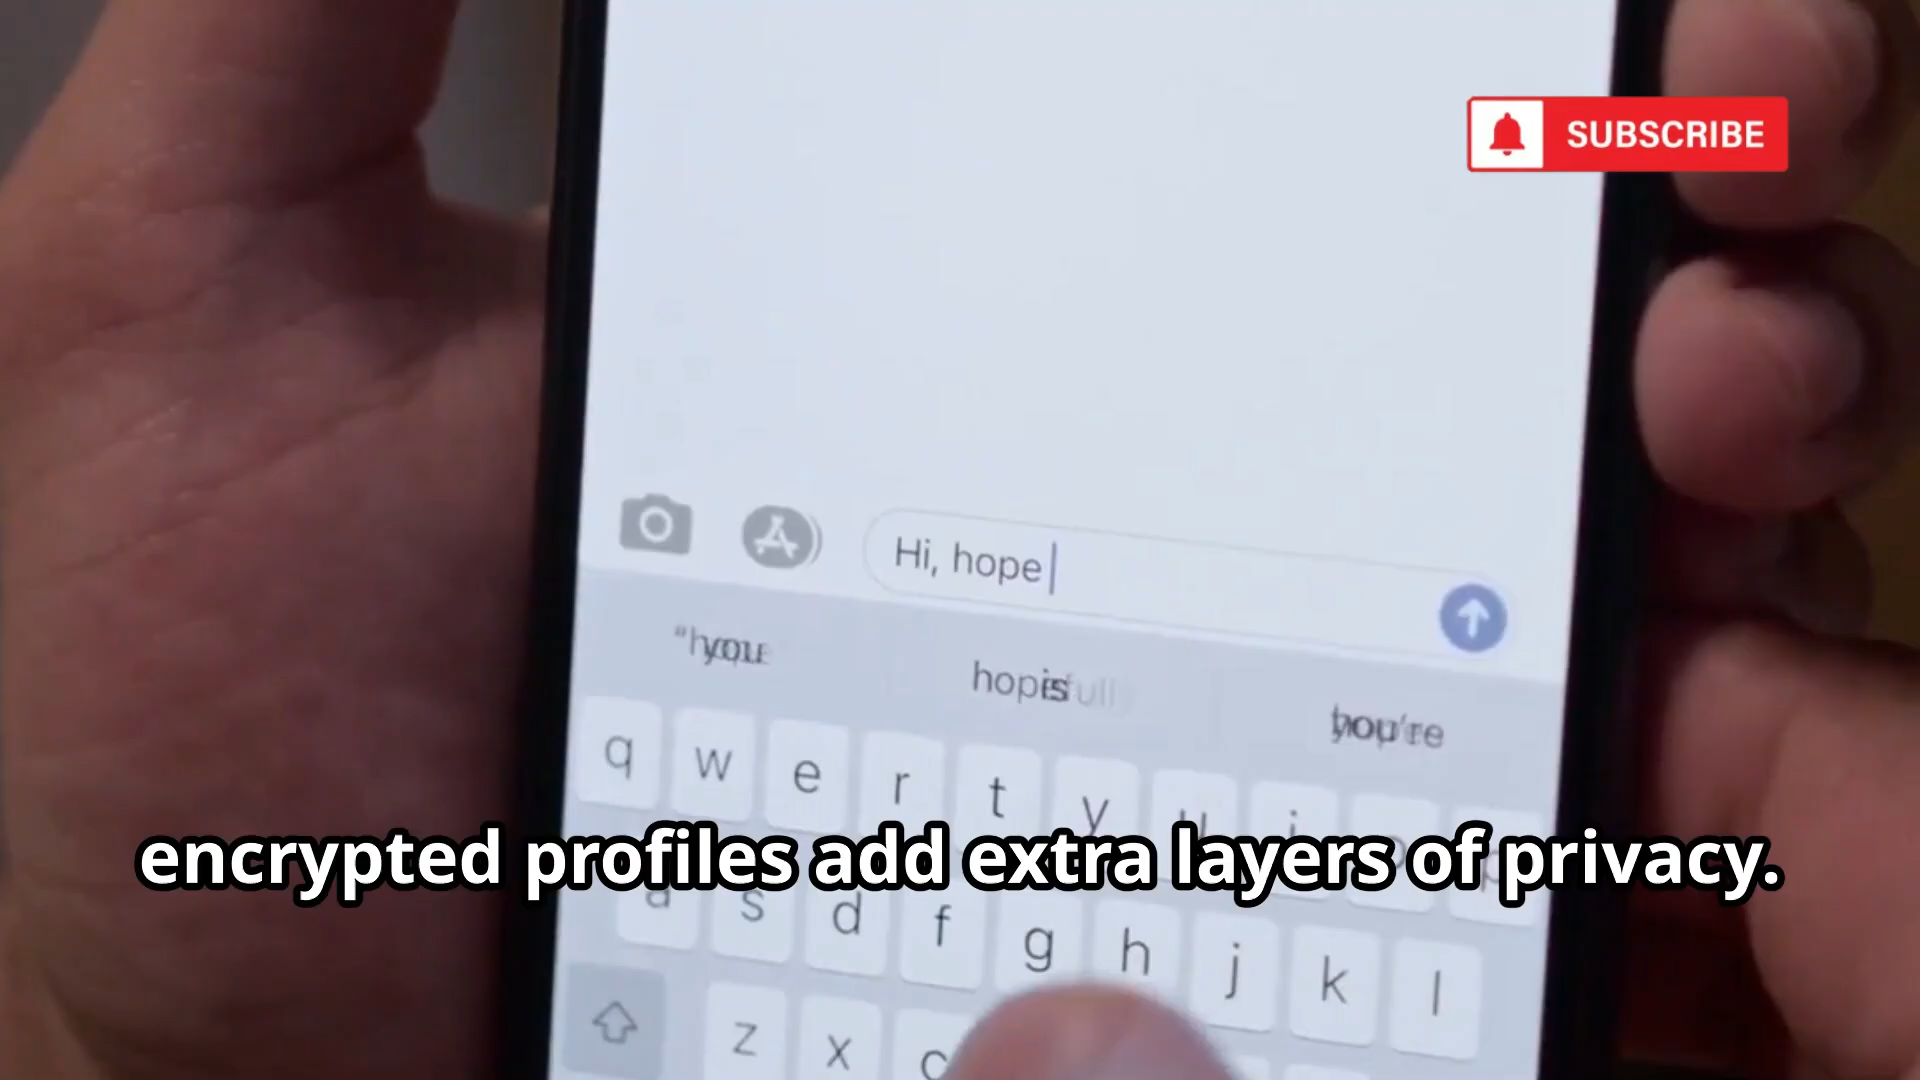 SUBSCRIBE
Hi, hope
q w e r t y
encrypted profiles add extra layers of privacy.
a s d f g h j k l
z x c